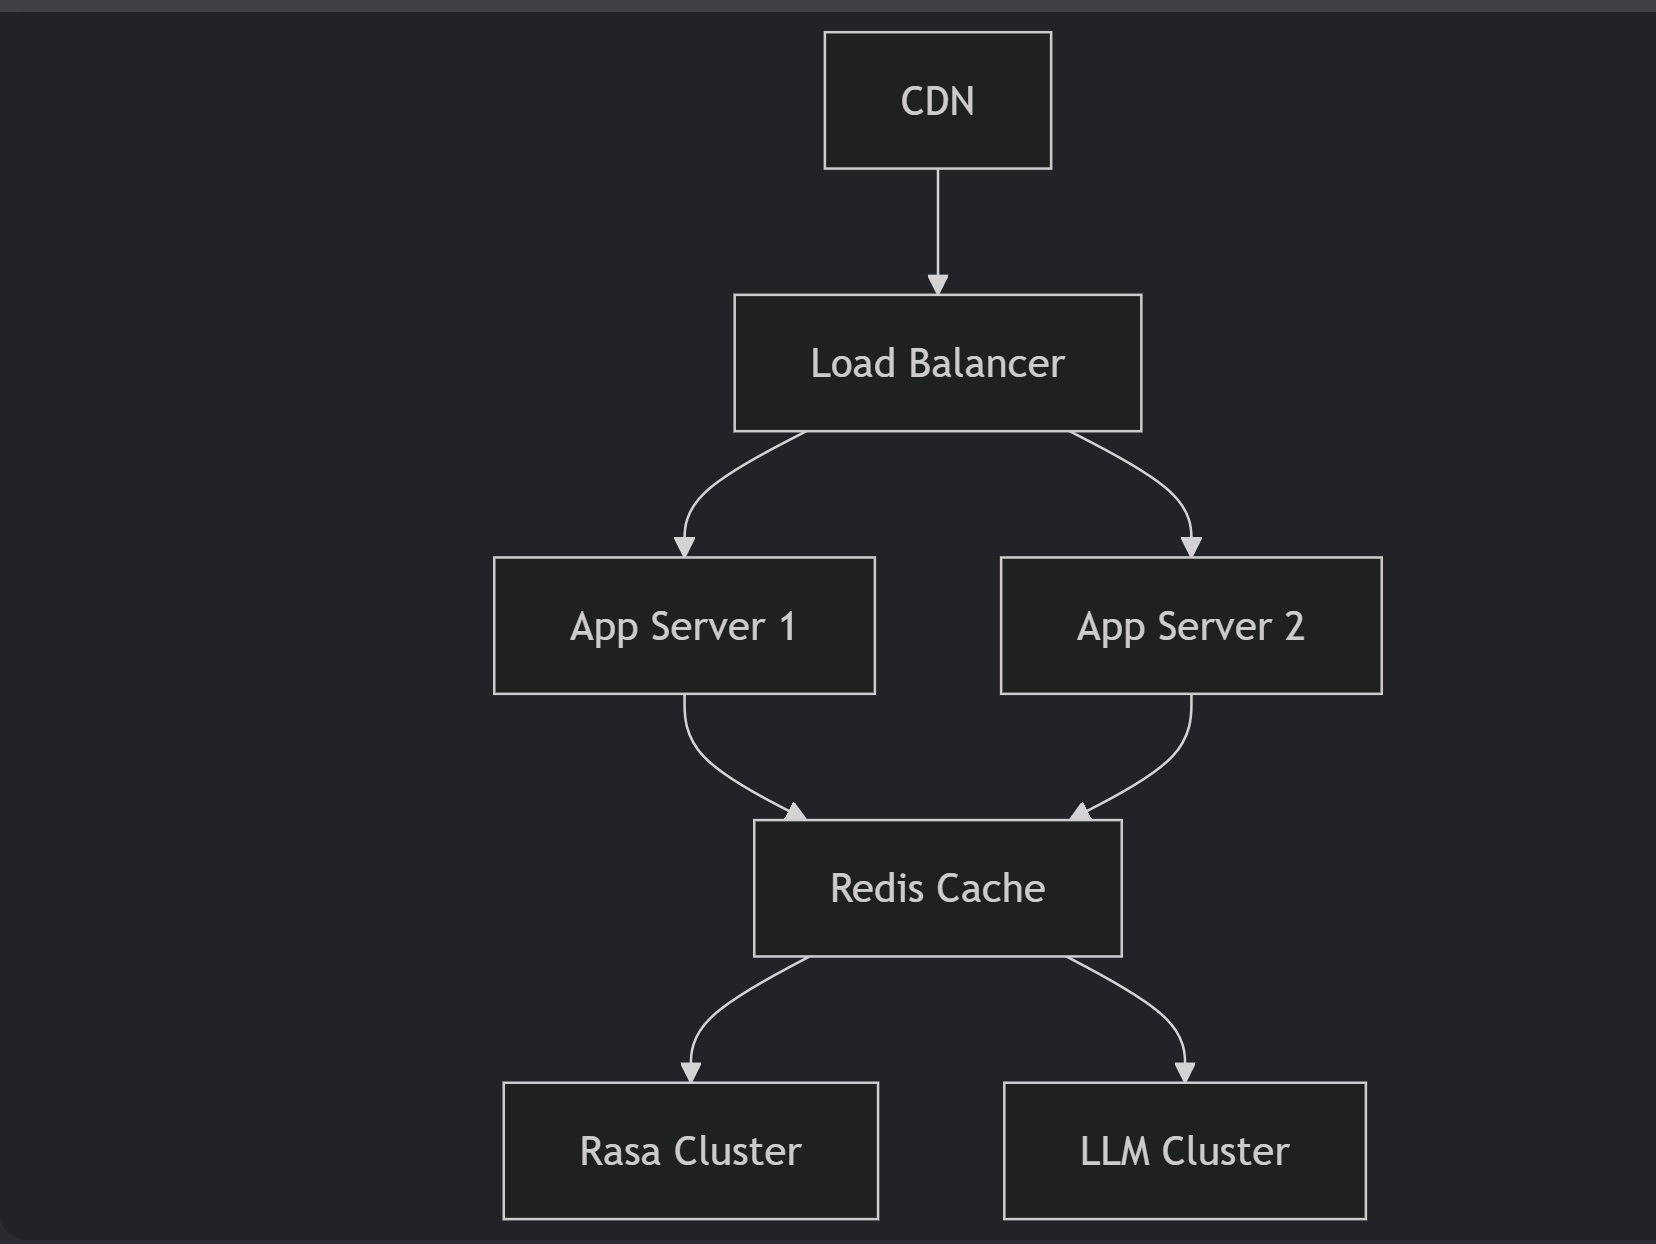 CDN
Load Balancer
App Server 1
App Server 2
Redis Cache
Rasa Cluster
LLM Cluster